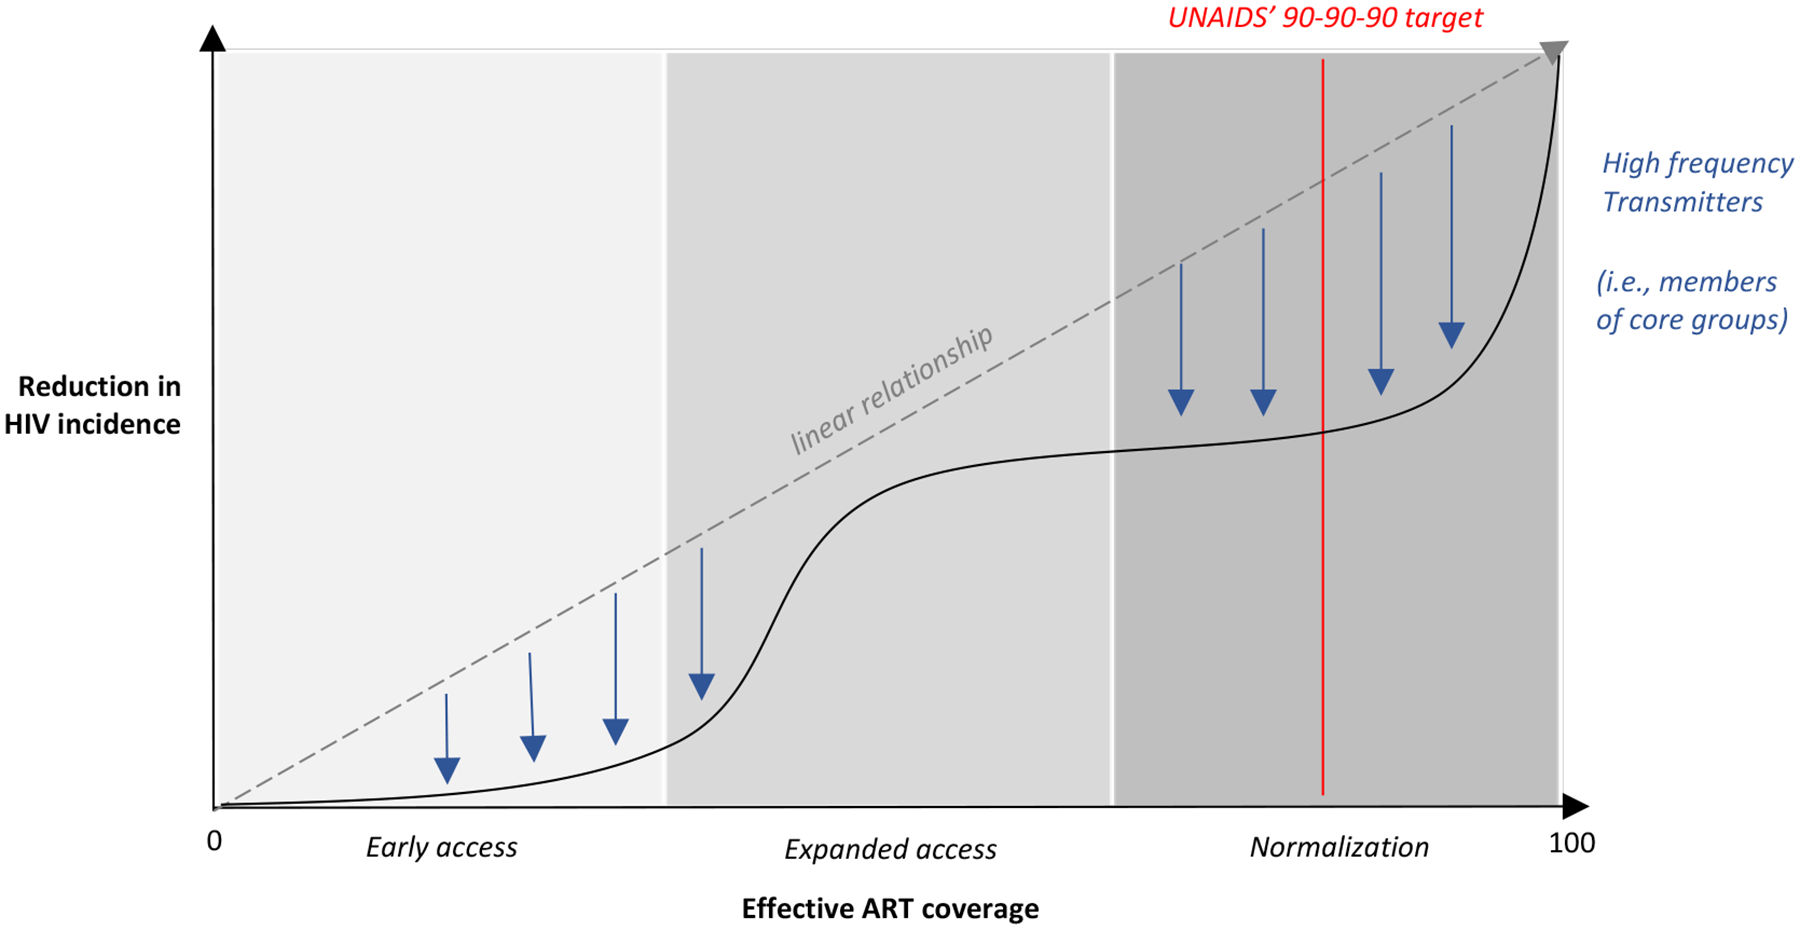 UNAIDS’ 90-90-90 target
High frequency
Transmitters
(i.e., members
of core groups)
linear relationship
Reduction in
HIV incidence
0
Early access
Expanded access
Normalization
100
Effective ART coverage